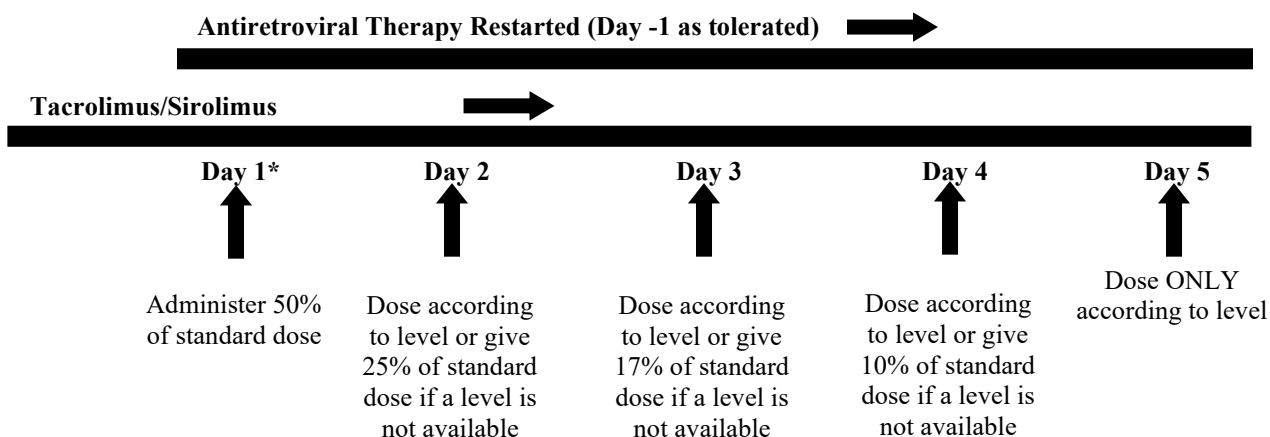 Antiretroviral Therapy Restarted (Day -1 as tolerated)
Tacrolimus/Sirolimus
Day 1*
Day 2
Day 3
Day 4
Day 5
Administer 50%
of standard dose
Dose according
to level or give
25% of standard
dose if a level is
not available
Dose according
to level or give
17% of standard
dose if a level is
not available
Dose according
to level or give
10% of standard
dose if a level is
not available
Dose ONLY
according to level